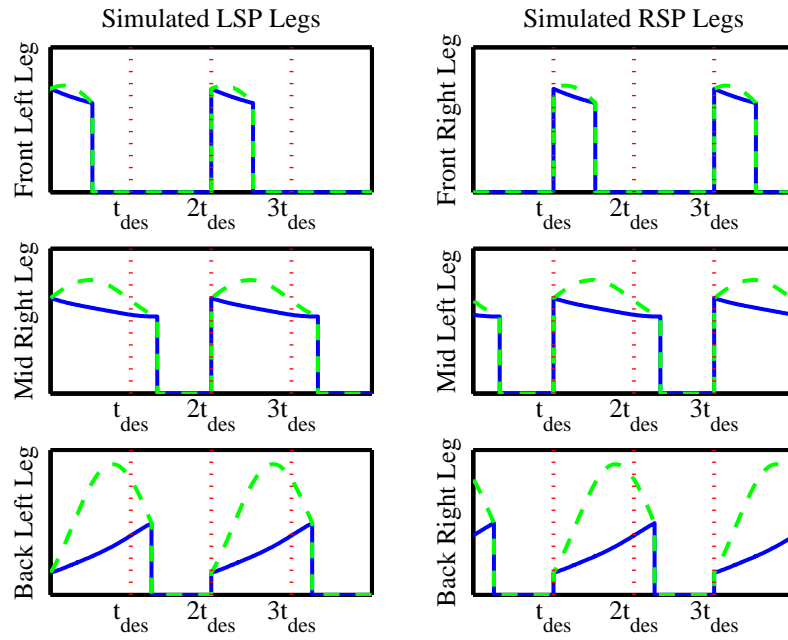 Simulated LSP Legs
Simulated RSP Legs
Front Left Leg
t_des 2t_des 3t_des
Front Right Leg
t_des 2t_des 3t_des
Mid Right Leg
t_des 2t_des 3t_des
Mid Left Leg
t_des 2t_des 3t_des
Back Left Leg
t_des 2t_des 3t_des
Back Right Leg
t_des 2t_des 3t_des